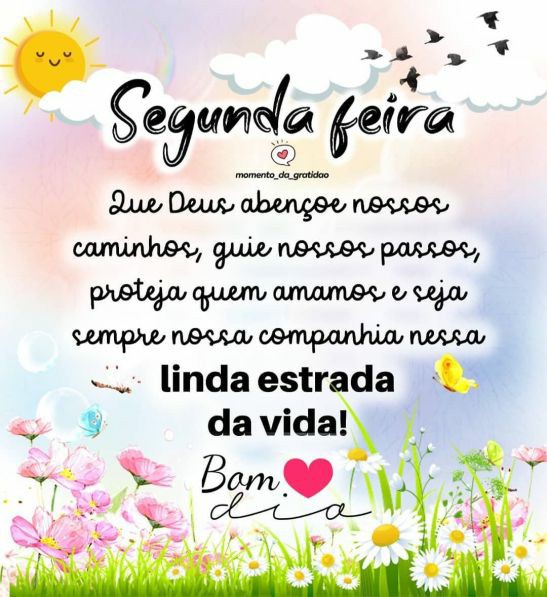 Segunda feira
momento_da_gratidao
Que Deus abençoe nossos
caminhos, guie nossos passos,
proteja quem amamos e seja
sempre nossa companhia nessa
linda estrada
da vida!
Bom
dia